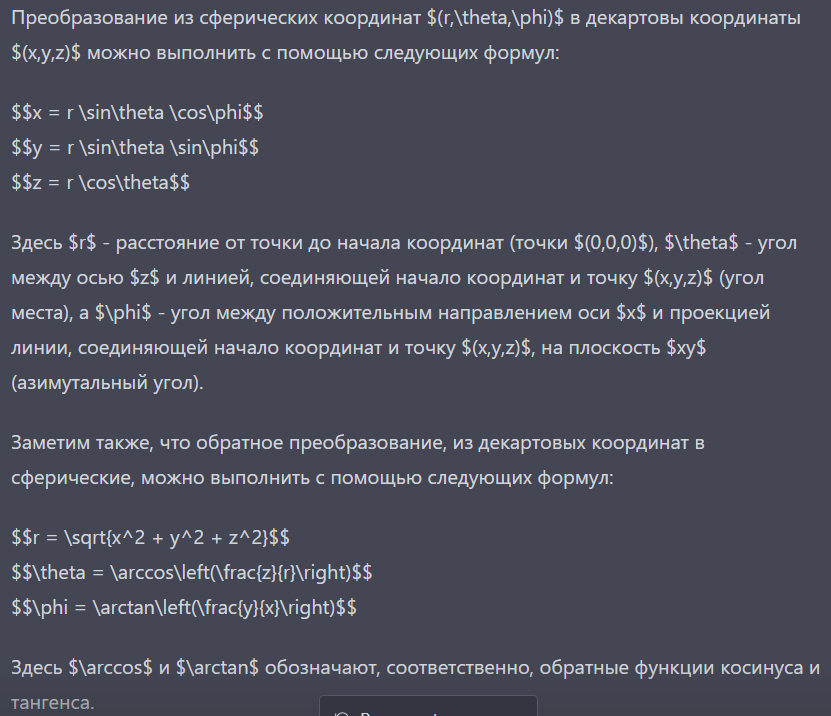 Преобразование из сферических координат $(r,\theta,\phi)$ в декартовы координаты
$(x,y,z)$ можно выполнить с помощью следующих формул:
$$x = r \sin\theta \cos\phi$$
$$y = r \sin\theta \sin\phi$$
$$z = r \cos\theta$$
Здесь $r$ - расстояние от точки до начала координат (точки $(0,0,0)$), $\theta$ - угол
между осью $z$ и линией, соединяющей начало координат и точку $(x,y,z)$ (угол
места), а $\phi$ - угол между положительным направлением оси $x$ и проекцией
линии, соединяющей начало координат и точку $(x,y,z)$, на плоскость $xy$
(азимутальный угол).
Заметим также, что обратное преобразование, из декартовых координат в
сферические, можно выполнить с помощью следующих формул:
$$r = \sqrt{x^2 + y^2 + z^2}$$
$$\theta = \arccos\left(\frac{z}{r}\right)$$
$$\phi = \arctan\left(\frac{y}{x}\right)$$
Здесь $\arccos$ и $\arctan$ обозначают, соответственно, обратные функции косинуса и
тангенса.